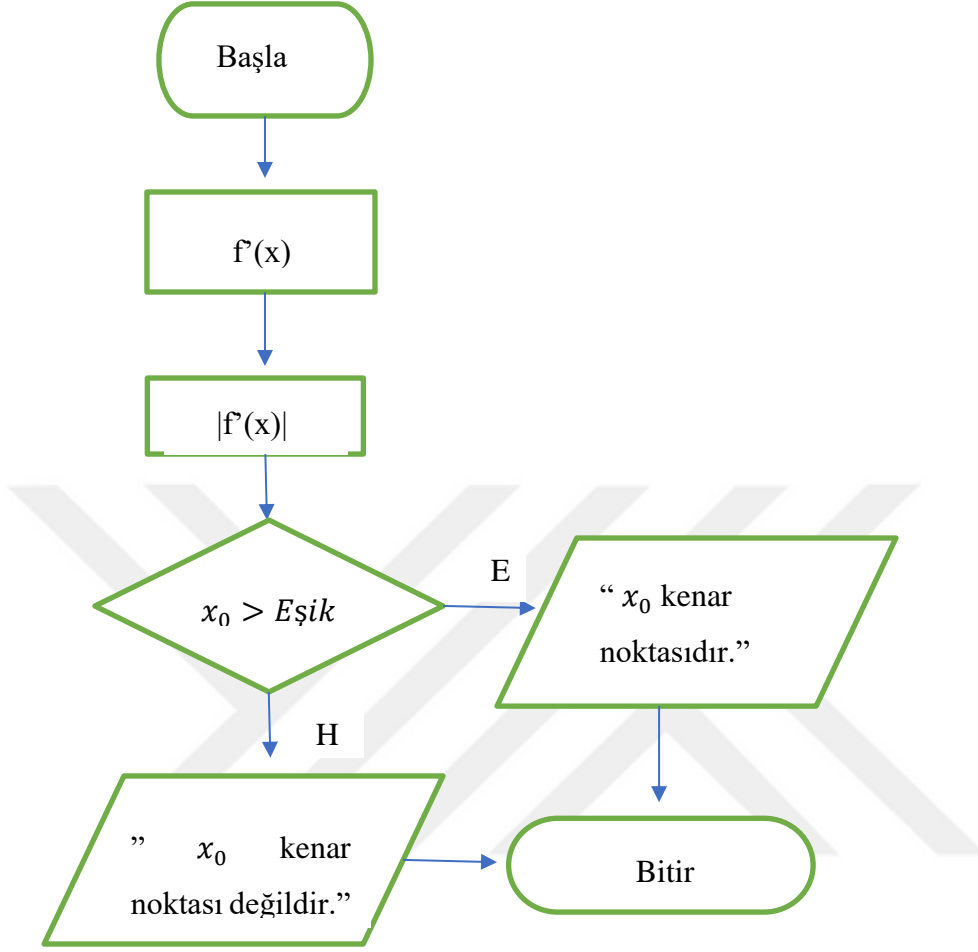 Başla
f’(x)
|f’(x)|
x₀ > Eşik
E
“ x₀ kenar
noktasıdır.”
H
” x₀ kenar
noktası değildir.”
Bitir